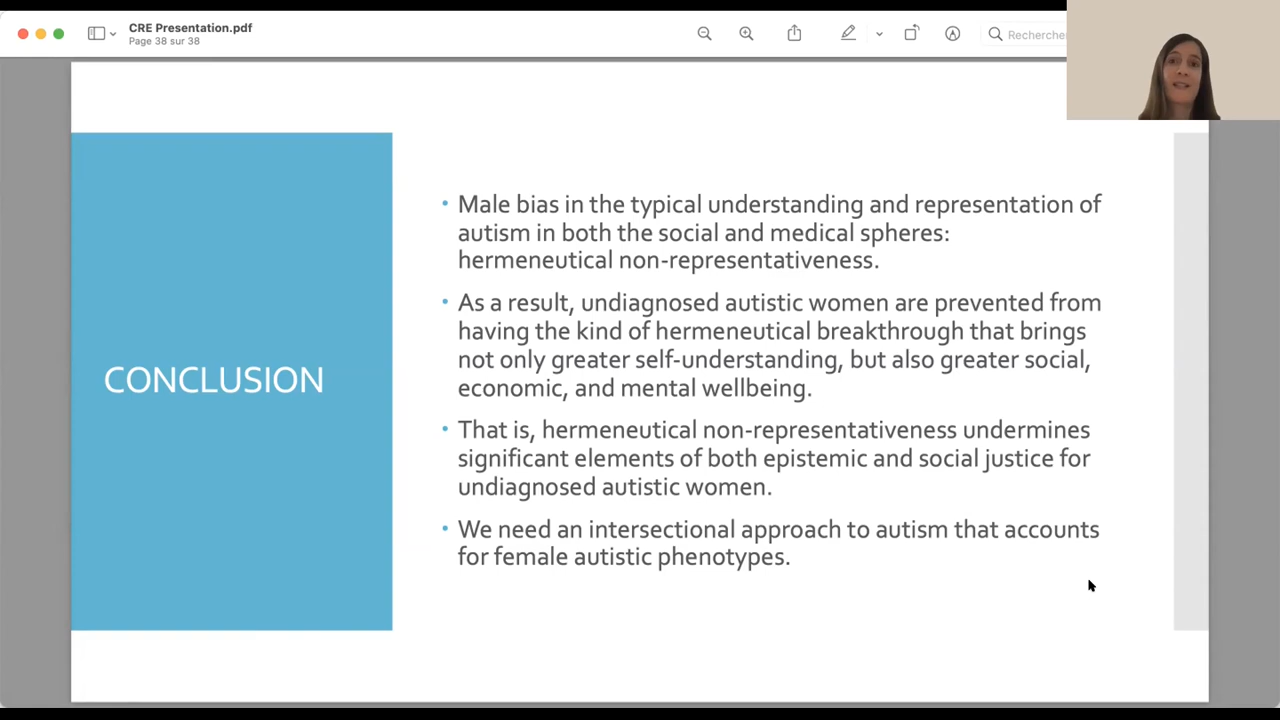 CRE Presentation.pdf
Page 38 sur 38
Rechercher
CONCLUSION
• Male bias in the typical understanding and representation of
autism in both the social and medical spheres:
hermeneutical non-representativeness.
• As a result, undiagnosed autistic women are prevented from
having the kind of hermeneutical breakthrough that brings
not only greater self-understanding, but also greater social,
economic, and mental wellbeing.
• That is, hermeneutical non-representativeness undermines
significant elements of both epistemic and social justice for
undiagnosed autistic women.
• We need an intersectional approach to autism that accounts
for female autistic phenotypes.